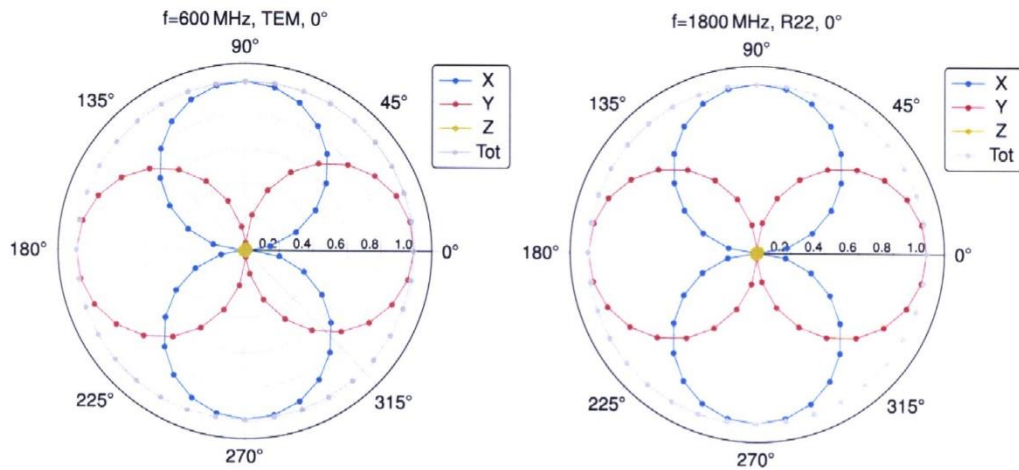 f=600 MHz, TEM, 0°
90°
135°
45°
X
Y
Z
Tot
180°
0.2 0.4 0.6 0.8 1.0
0°
225°
315°
270°
f=1800 MHz, R22, 0°
90°
135°
45°
X
Y
Z
Tot
180°
0.2 0.4 0.6 0.8 1.0
0°
225°
315°
270°